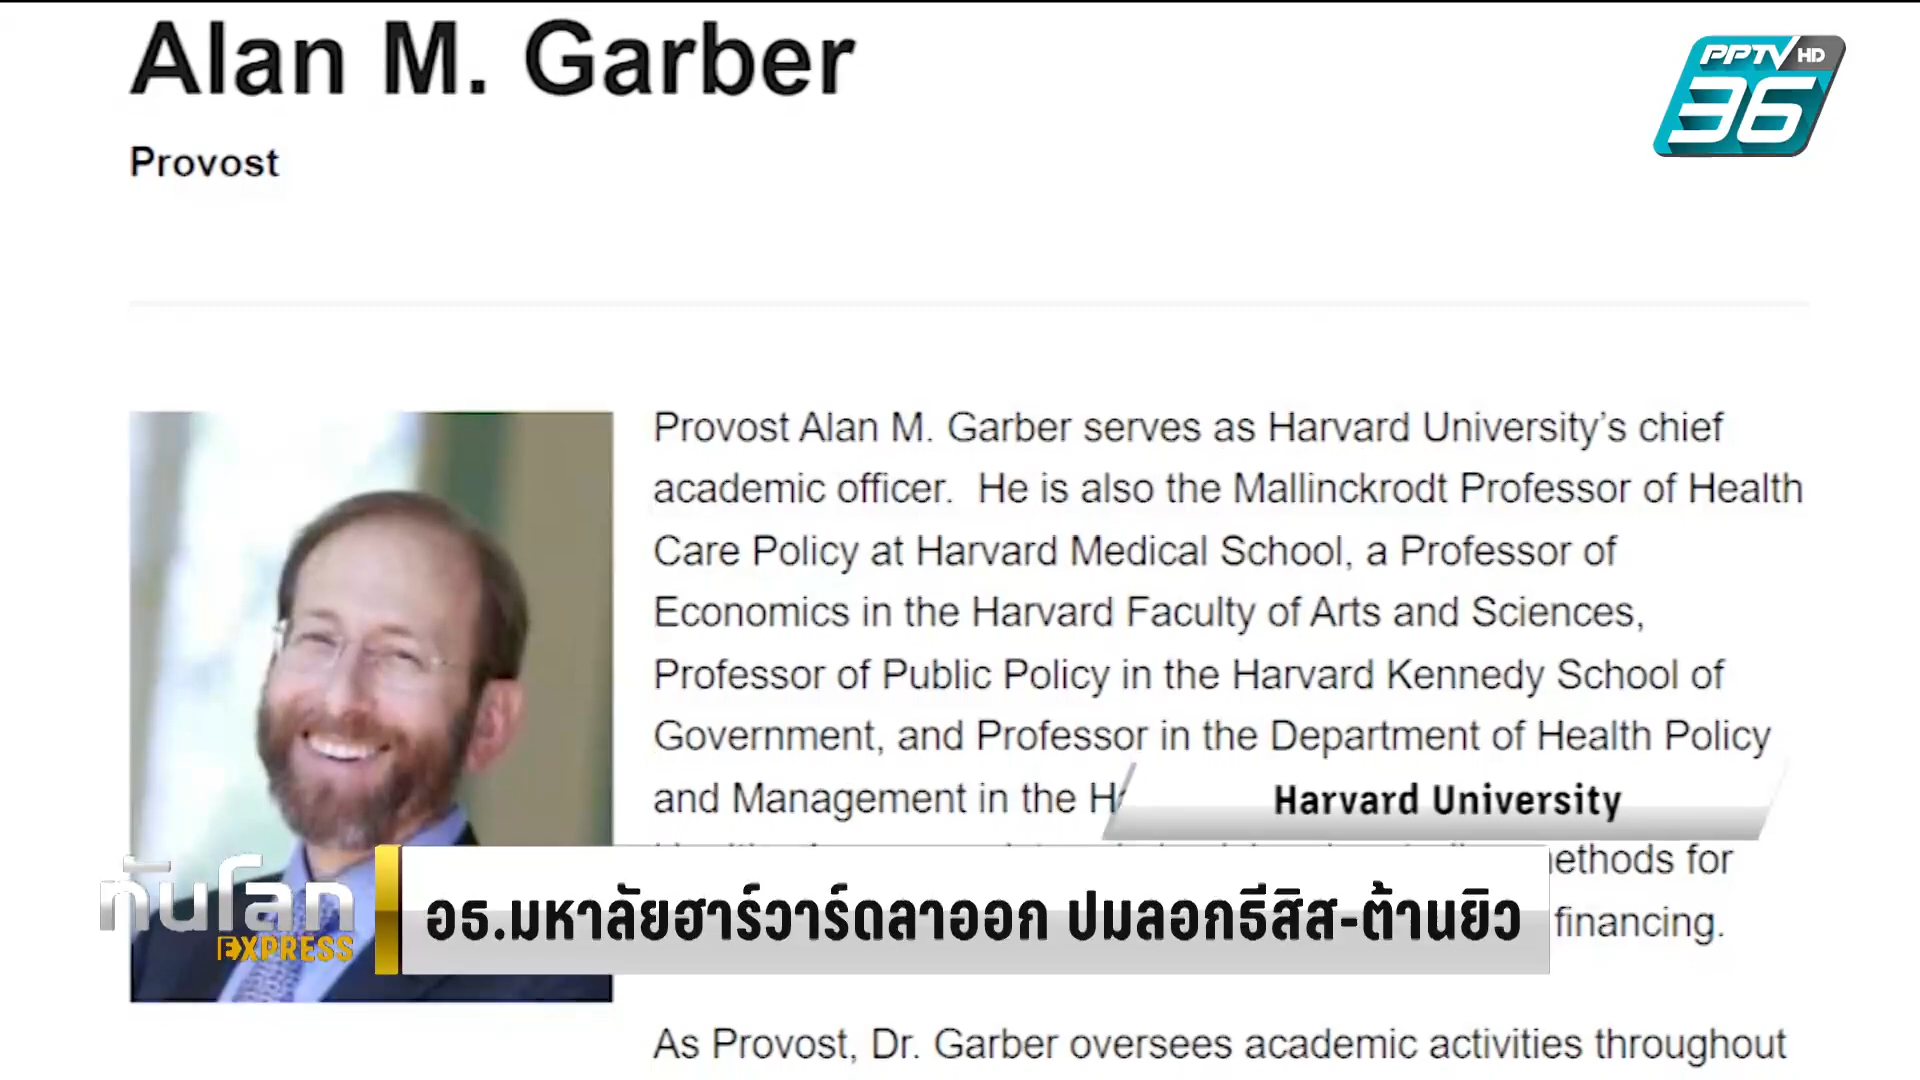 Alan M. Garber
PPTV HD
36
Provost
Provost Alan M. Garber serves as Harvard University’s chief
academic officer.  He is also the Mallinckrodt Professor of Health
Care Policy at Harvard Medical School, a Professor of
Economics in the Harvard Faculty of Arts and Sciences,
Professor of Public Policy in the Harvard Kennedy School of
Government, and Professor in the Department of Health Policy
and Management in the
Harvard University
methods for
ทันโลก
EXPRESS
อธ.มหาลัยฮาร์วาร์ดลาออก ปมลอกธีสิส-ต้านยิว
financing.
As Provost, Dr. Garber oversees academic activities throughout